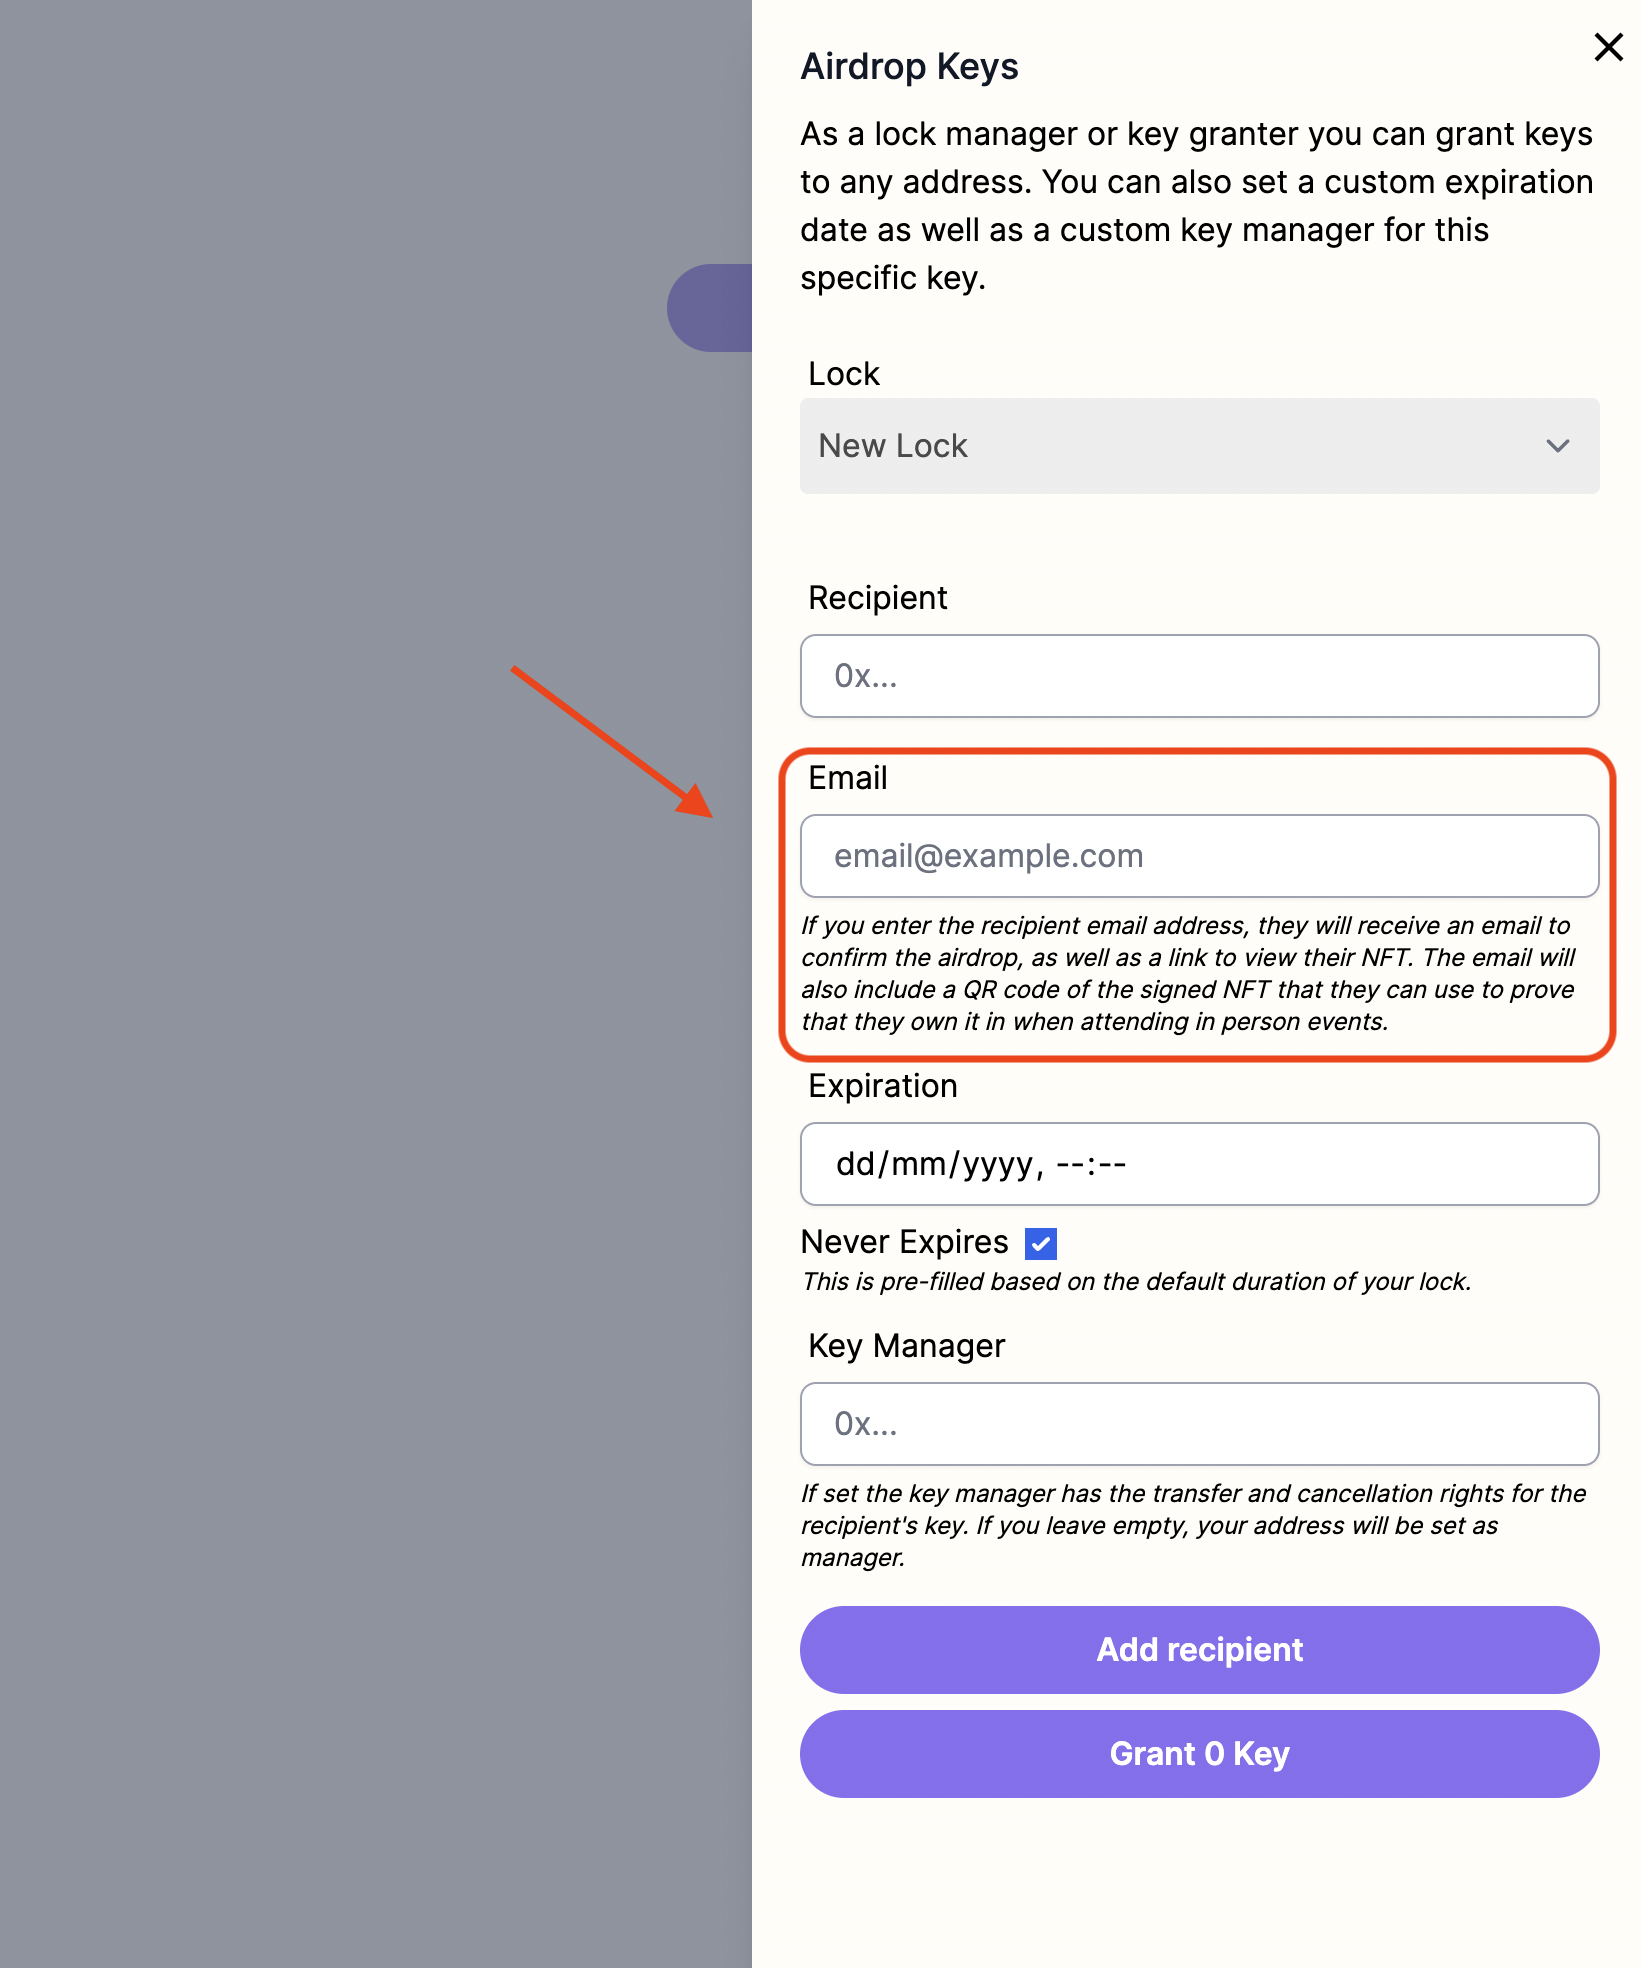 Airdrop Keys
As a lock manager or key granter you can grant keys
to any address. You can also set a custom expiration
date as well as a custom key manager for this
specific key.
Lock
New Lock
Recipient
0x...
Email
email@example.com
If you enter the recipient email address, they will receive an email to
confirm the airdrop, as well as a link to view their NFT. The email will
also include a QR code of the signed NFT that they can use to prove
that they own it in when attending in person events.
Expiration
dd/mm/yyyy, --:--
Never Expires
This is pre-filled based on the default duration of your lock.
Key Manager
0x...
If set the key manager has the transfer and cancellation rights for the
recipient's key. If you leave empty, your address will be set as
manager.
Add recipient
Grant 0 Key